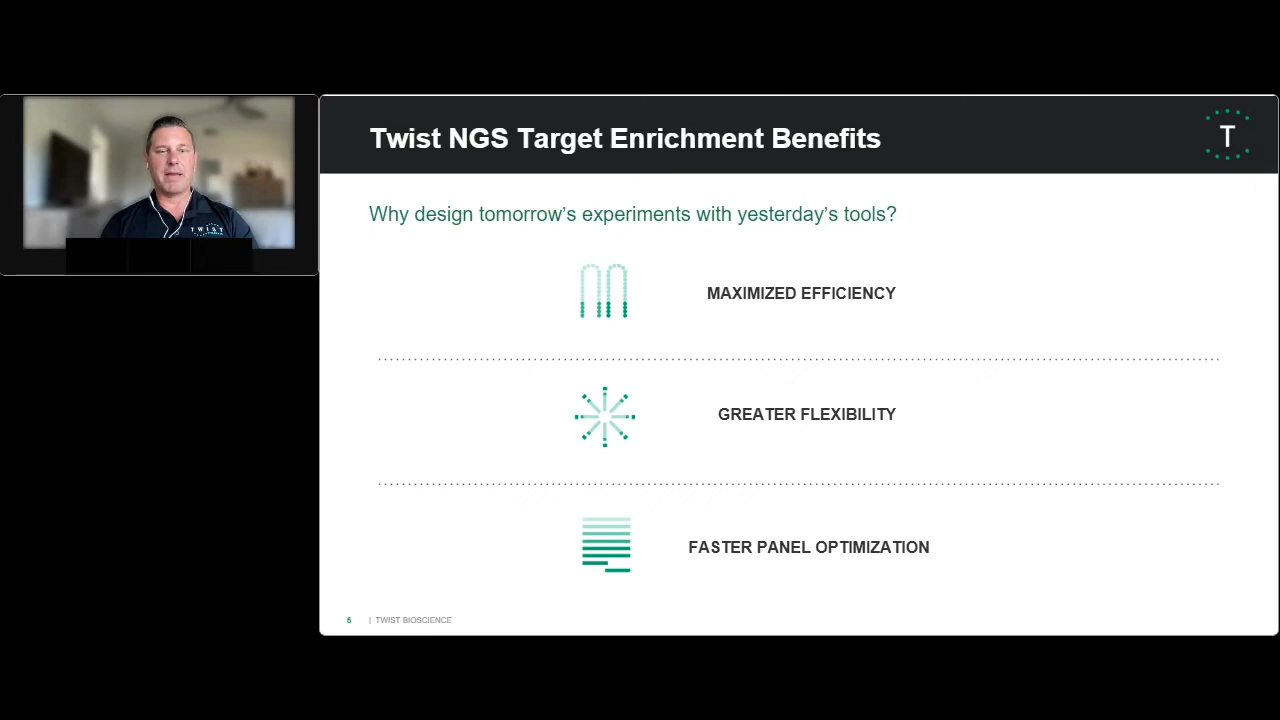 TWIST
Twist NGS Target Enrichment Benefits
T
Why design tomorrow’s experiments with yesterday’s tools?
MAXIMIZED EFFICIENCY
GREATER FLEXIBILITY
FASTER PANEL OPTIMIZATION
5 | TWIST BIOSCIENCE